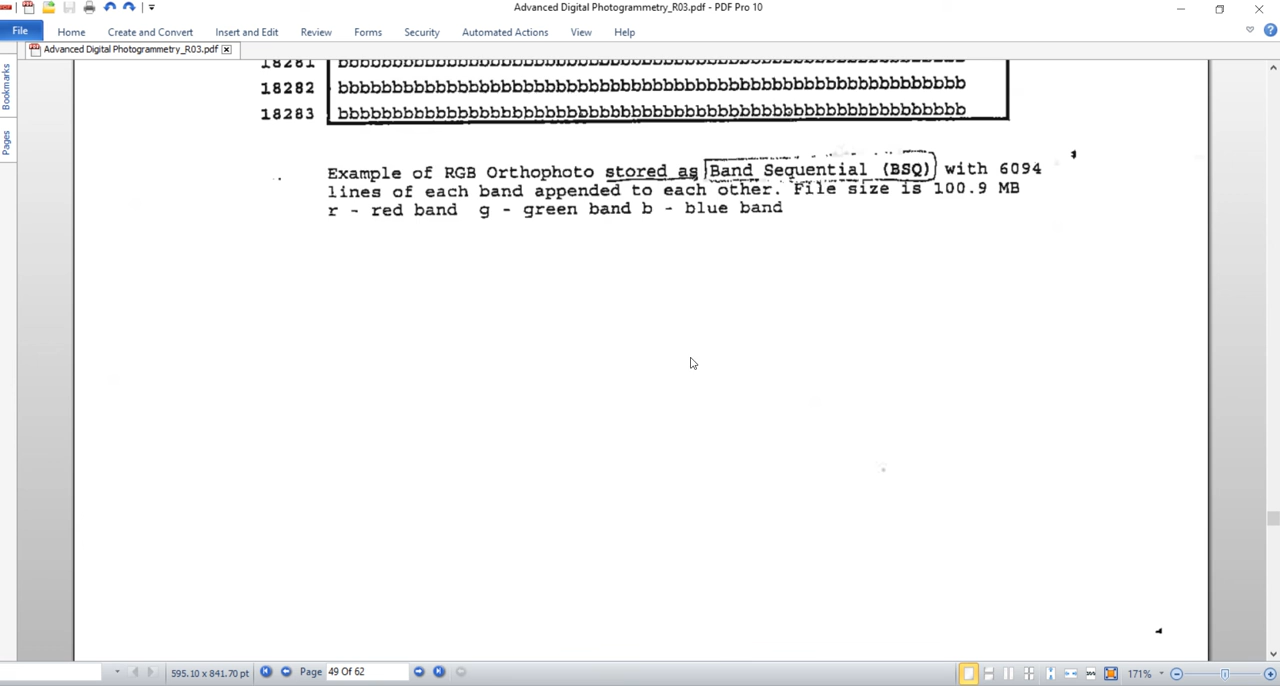 Advanced Digital Photogrammetry_R03.pdf - PDF Pro 10
File Home Create and Convert Insert and Edit Review Forms Security Automated Actions View Help
Advanced Digital Photogrammetry_R03.pdf
Bookmarks
Pages
18281
18282 bbbbbbbbbbbbbbbbbbbbbbbbbbbbbbbbbbbbbbbbbbbbbbbbbbbbbbbbbb
18283 bbbbbbbbbbbbbbbbbbbbbbbbbbbbbbbbbbbbbbbbbbbbbbbbbbbbbbbbbb
Example of RGB Orthophoto stored as Band Sequential (BSQ) with 6094
lines of each band appended to each other. File size is 100.9 MB
r - red band g - green band b - blue band
595.10 x 841.70 pt Page 49 Of 62 171%